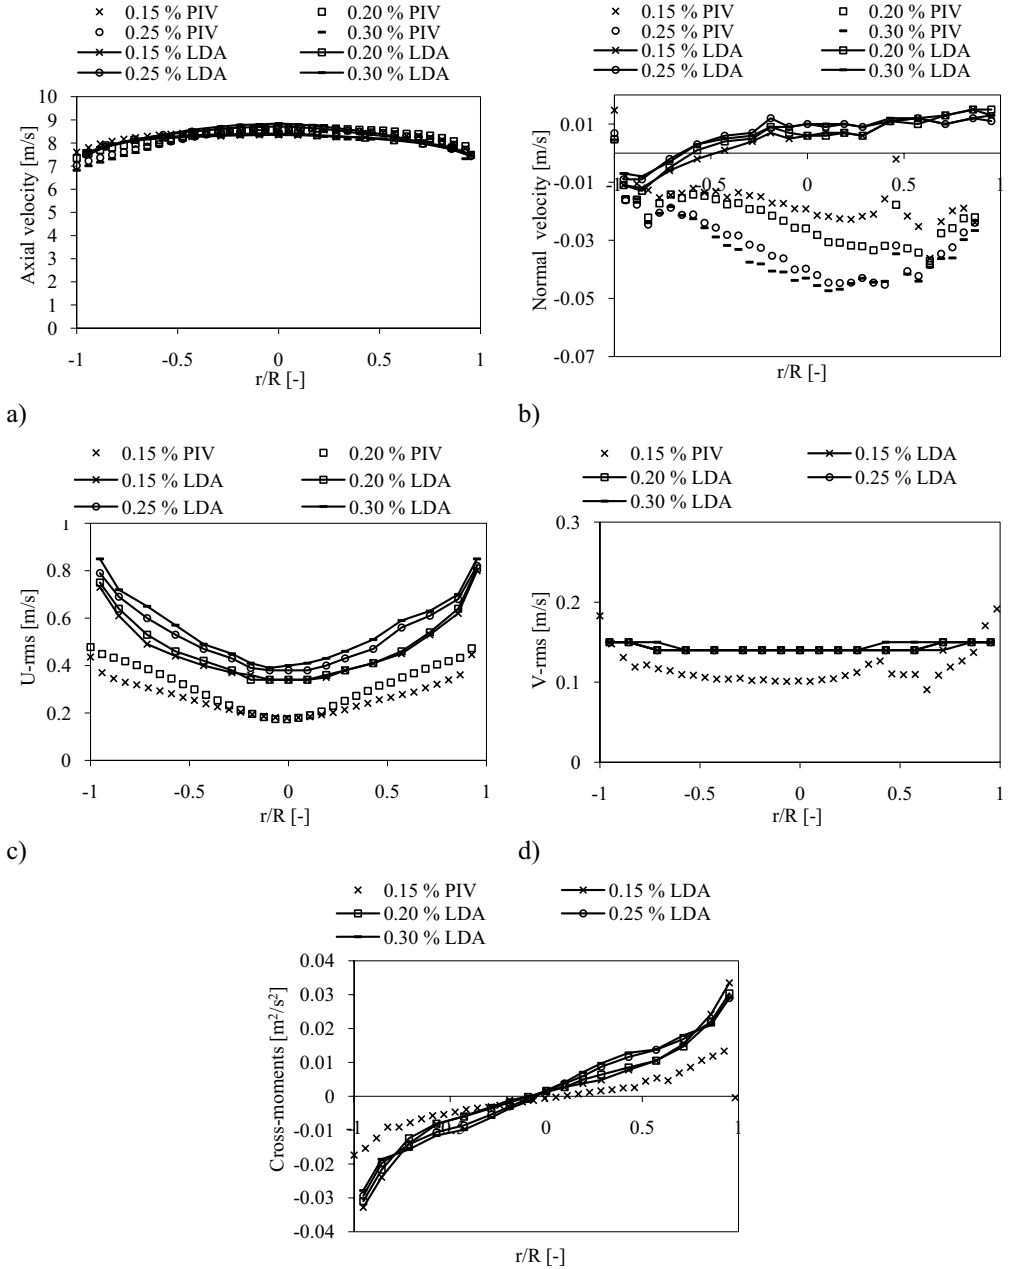 0.15 % PIV 0.20 % PIV
0.25 % PIV 0.30 % PIV
0.15 % LDA 0.20 % LDA
0.25 % LDA 0.30 % LDA
Axial velocity [m/s]
10
9
8
7
6
5
4
3
2
1
0
-1 -0.5 0 0.5 1
r/R [-]
a)
0.15 % PIV 0.20 % PIV
0.25 % PIV 0.30 % PIV
0.15 % LDA 0.20 % LDA
0.25 % LDA 0.30 % LDA
Normal velocity [m/s]
0.01
-0.01
-0.03
-0.05
-0.07
-1 -0.5 0 0.5 1
r/R [-]
b)
0.15 % PIV 0.20 % PIV
0.15 % LDA 0.20 % LDA
0.25 % LDA 0.30 % LDA
U-rms [m/s]
1
0.8
0.6
0.4
0.2
0
-1 -0.5 0 0.5 1
r/R [-]
c)
0.15 % PIV 0.15 % LDA
0.20 % LDA 0.25 % LDA
0.30 % LDA
V-rms [m/s]
0.3
0.2
0.1
0
-1 -0.5 0 0.5 1
r/R [-]
d)
0.15 % PIV 0.15 % LDA
0.20 % LDA 0.25 % LDA
0.30 % LDA
Cross-moments [m²/s²]
0.04
0.03
0.02
0.01
0
-0.01
-0.02
-0.03
-0.04
0 0.5 1
r/R [-]